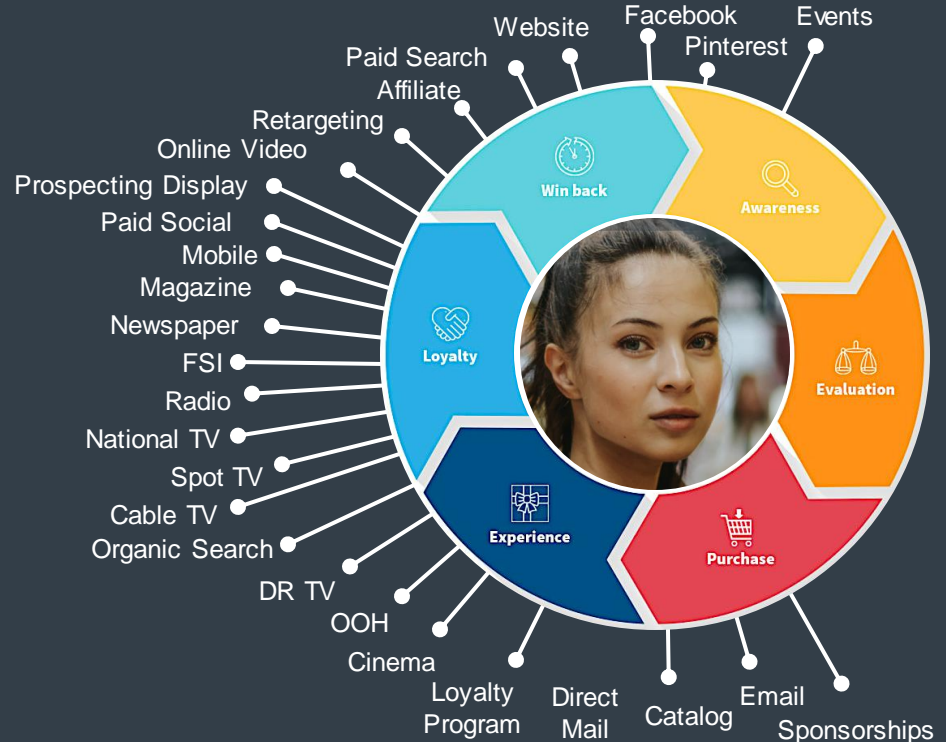 Events
Facebook
Pinterest
Website
Paid Search
Affiliate
Retargeting
Online Video
Prospecting Display
Paid Social
Mobile
Magazine
Newspaper
FSI
Radio
National TV
Spot TV
Cable TV
Organic Search
DR TV
OOH
Cinema
Loyalty
Program
Direct
Mail
Catalog
Email
Sponsorships
Win back
Awareness
Evaluation
Purchase
Experience
Loyalty